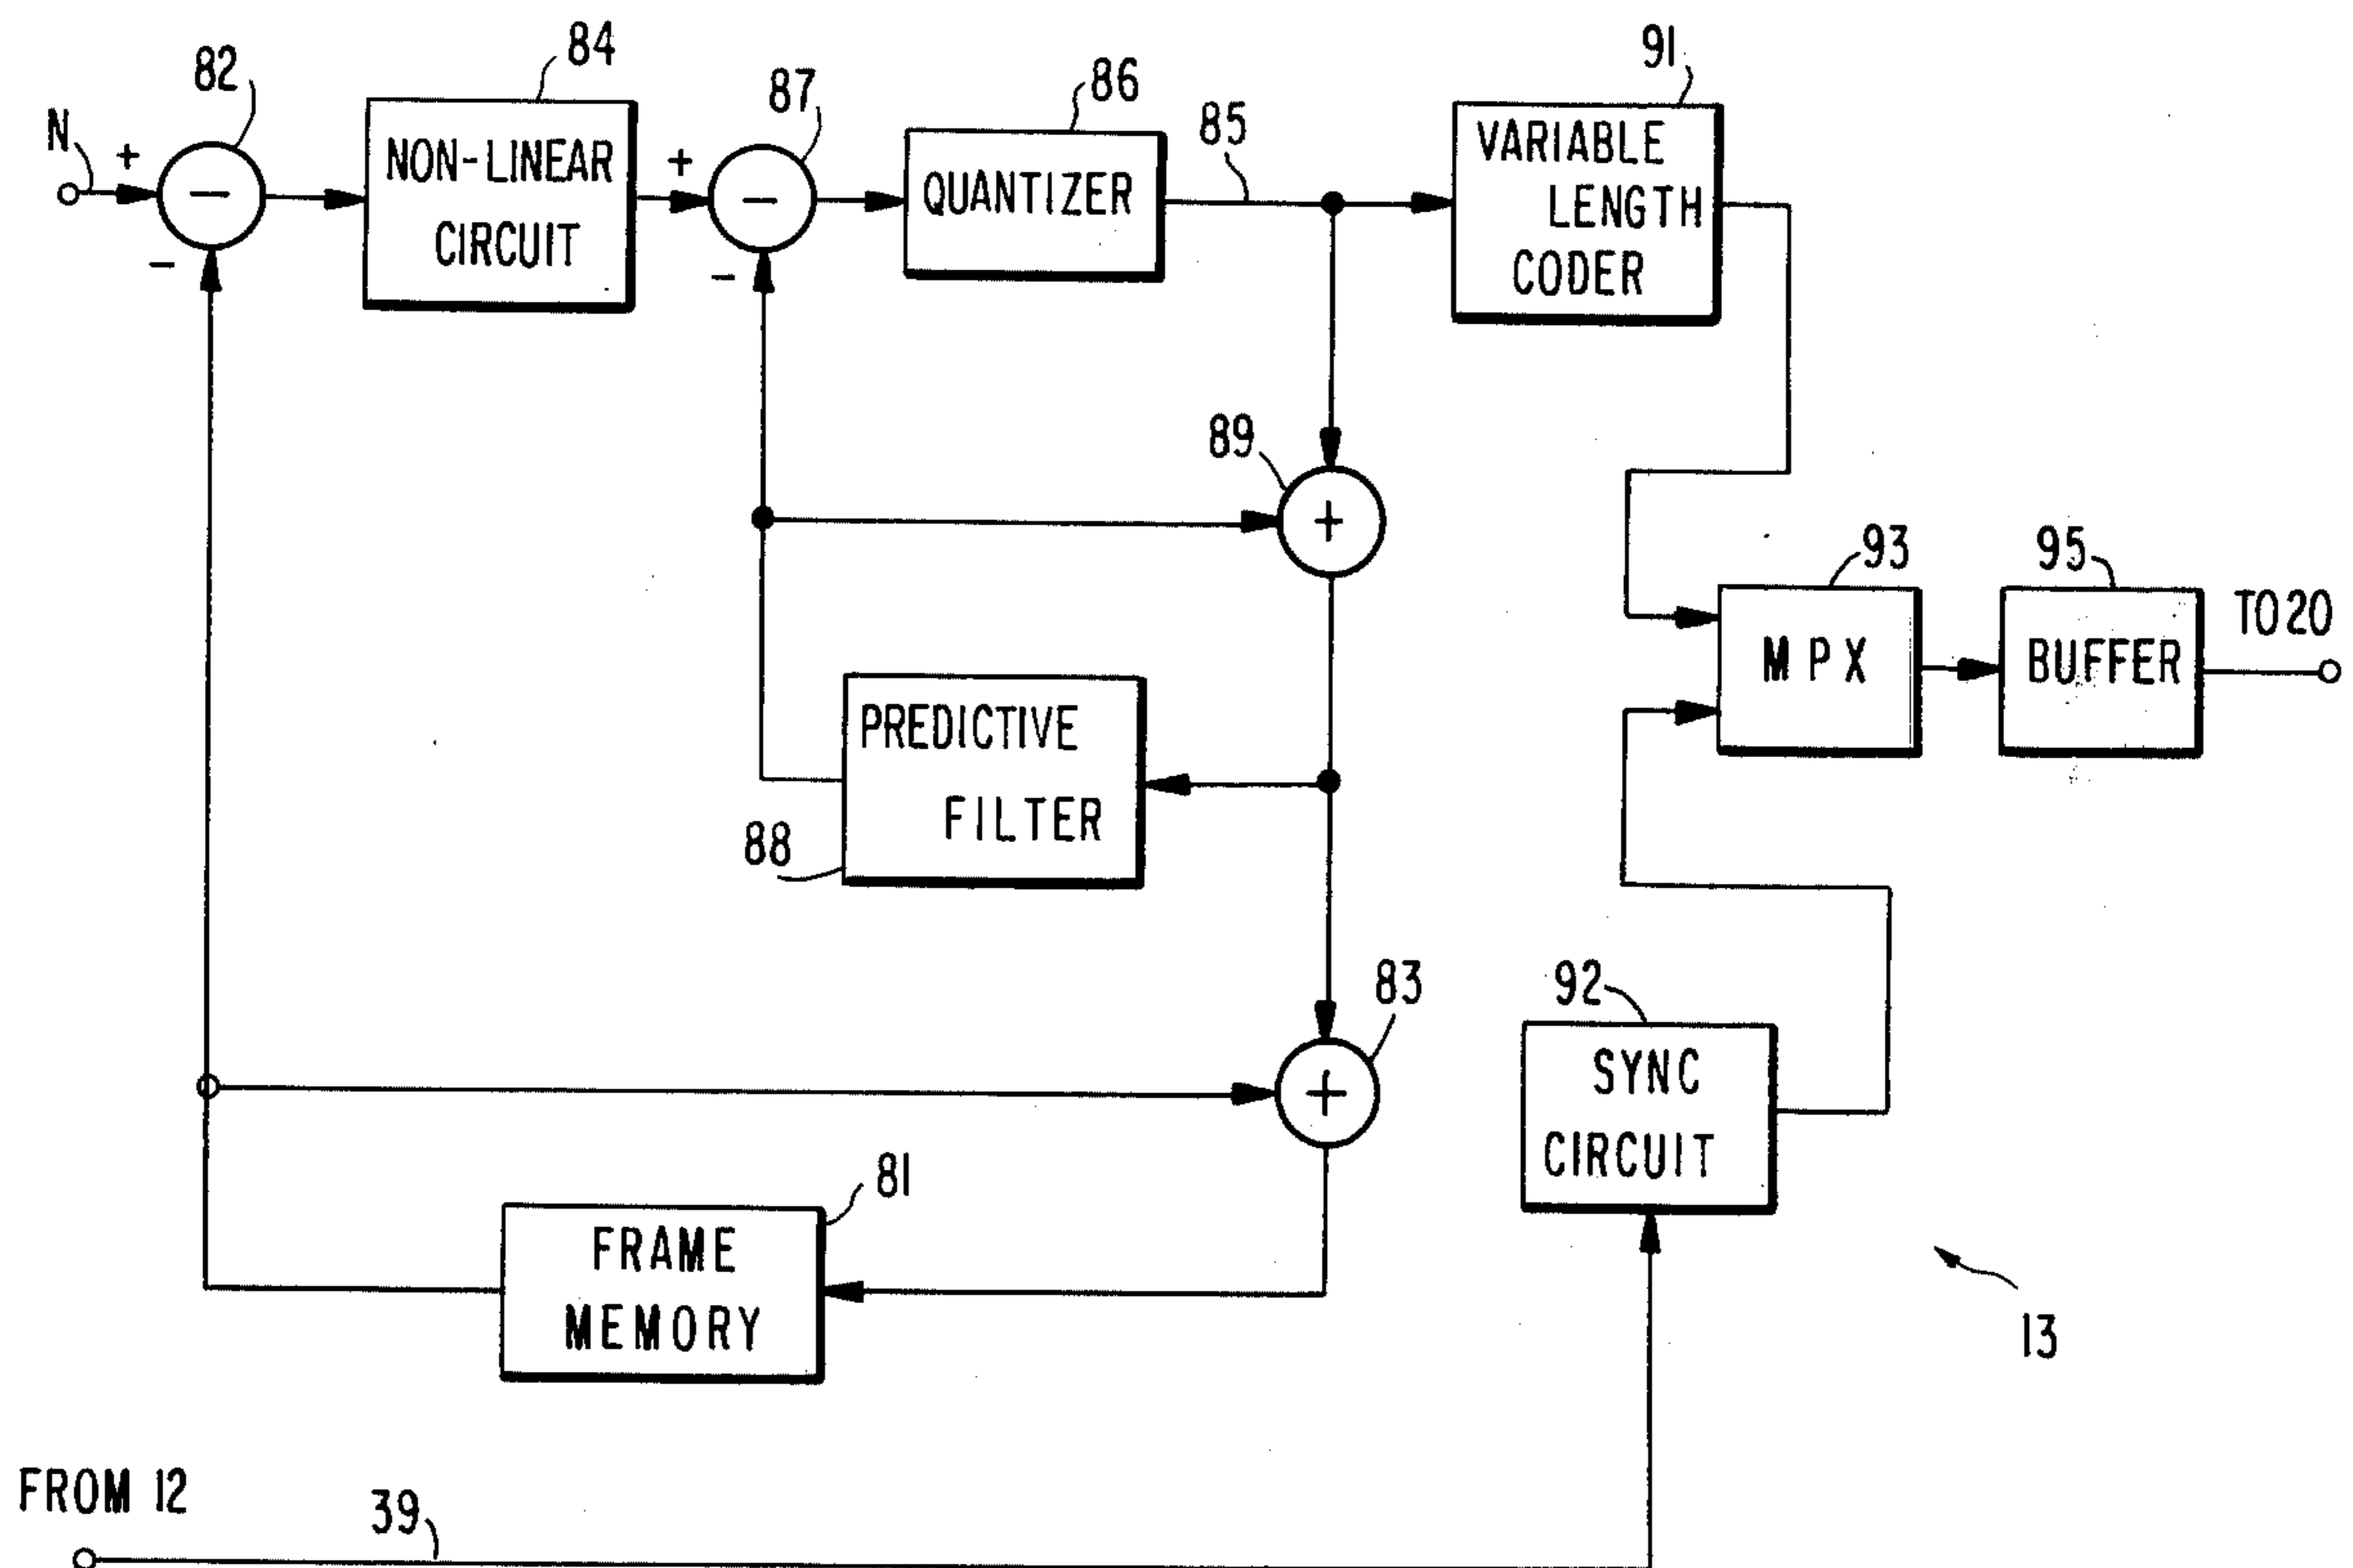 82
84
87
86
85
91
N
+
−
NON-LINEAR
CIRCUIT
+
−
QUANTIZER
VARIABLE
LENGTH
CODER
−
−
89
+
93
95
TO 20
MPX
BUFFER
PREDICTIVE
FILTER
88
83
+
92
SYNC
CIRCUIT
81
FRAME
MEMORY
13
FROM 12
39